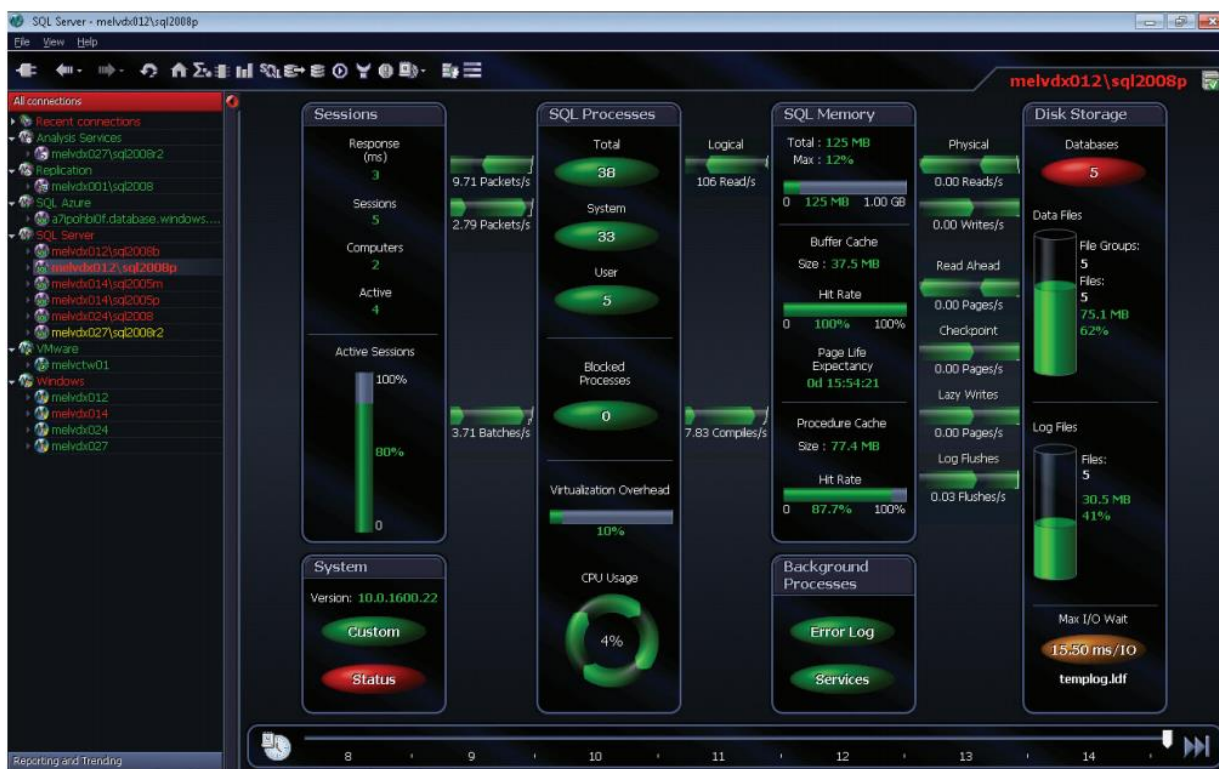 SQL Server - melvdx012\sql2008p
File View Help
melvdx012\sql2008p
All connections
Recent connections
Analysis Services
melvdx027\sql2008r2
Replication
melvdx001\sql2008
SQL Azure
a7ipohbi0f.database.windows....
SQL Server
melvdx012\sql2008b
melvdx012\sql2008p
melvdx014\sql2005m
melvdx014\sql2005p
melvdx024\sql2008
melvdx027\sql2008r2
VMware
melvctw01
Windows
melvdx012
melvdx014
melvdx024
melvdx027
Reporting and Trending
Sessions
Response
(ms)
3
Sessions
5
Computers
2
Active
4
Active Sessions
100%
80%
0
System
Version: 10.0.1600.22
Custom
Status
9.71 Packets/s
2.79 Packets/s
3.71 Batches/s
SQL Processes
Total
38
System
33
User
5
Blocked
Processes
0
Virtualization Overhead
10%
CPU Usage
4%
Logical
106 Read/s
7.83 Compiles/s
SQL Memory
Total : 125 MB
Max : 12%
0 125 MB 1.00 GB
Buffer Cache
Size : 37.5 MB
Hit Rate
0 100% 100%
Page Life
Expectancy
0d 15:54:21
Procedure Cache
Size : 77.4 MB
Hit Rate
0 87.7% 100%
Background
Processes
Error Log
Services
Physical
0.00 Reads/s
0.00 Writes/s
Read Ahead
0.00 Pages/s
Checkpoint
0.00 Pages/s
Lazy Writes
0.00 Pages/s
Log Flushes
0.03 Flushes/s
Disk Storage
Databases
5
Data Files
File Groups:
5
Files:
5
75.1 MB
62%
Log Files
Files:
5
30.5 MB
41%
Max I/O Wait
15.50 ms/IO
templog.ldf
8 9 10 11 12 13 14